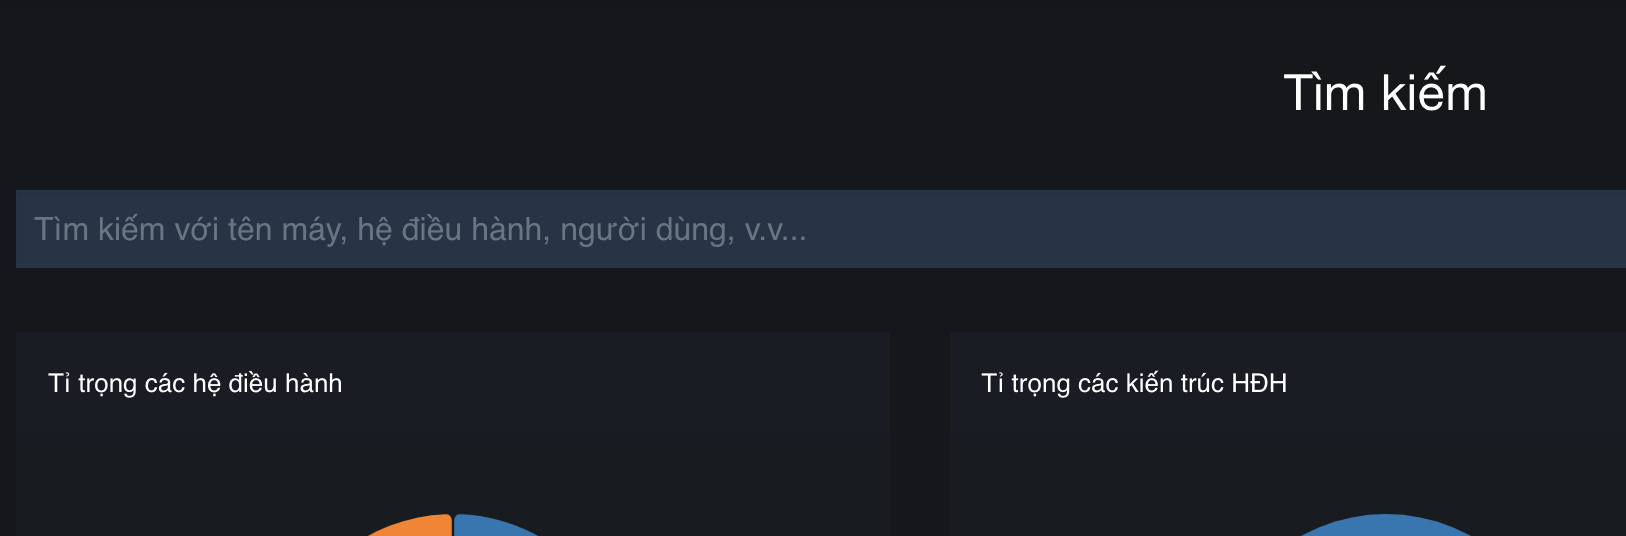 Tìm kiếm
Tìm kiếm với tên máy, hệ điều hành, người dùng, v.v...
Tỉ trọng các hệ điều hành
Tỉ trọng các kiến trúc HĐH